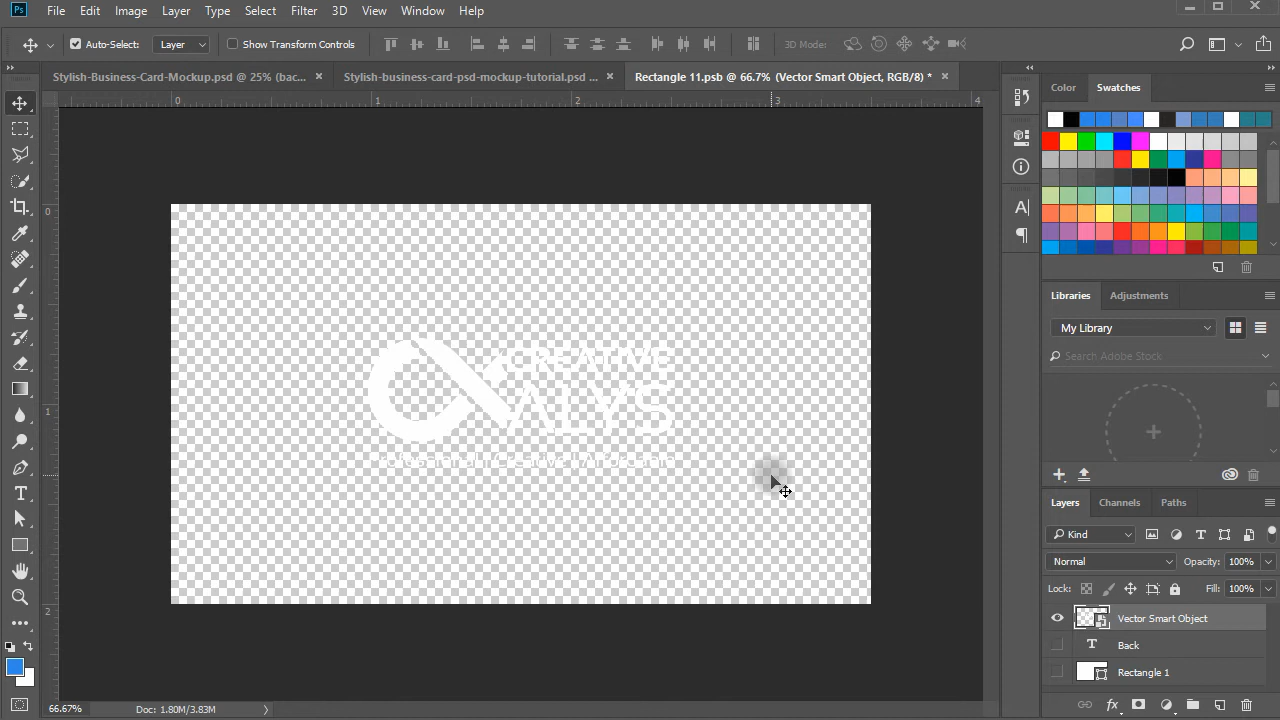 Ps File Edit Image Layer Type Select Filter 3D View Window Help
Auto-Select: Layer Show Transform Controls 3D Mode:
Stylish-Business-Card-Mockup.psd @ 25% (bac... × Stylish-business-card-psd-mockup-tutorial.psd ... × Rectangle 11.psb @ 66.7% (Vector Smart Object, RGB/8) * ×
0 1 2 3 4
0
1
2
CREATIVE
ALYS
Color Swatches
Libraries Adjustments
My Library
Search Adobe Stock
Layers Channels Paths
Kind
Normal Opacity: 100%
Lock: Fill: 100%
Vector Smart Object
T Back
Rectangle 1
66.67% Doc: 1.80M/3.83M